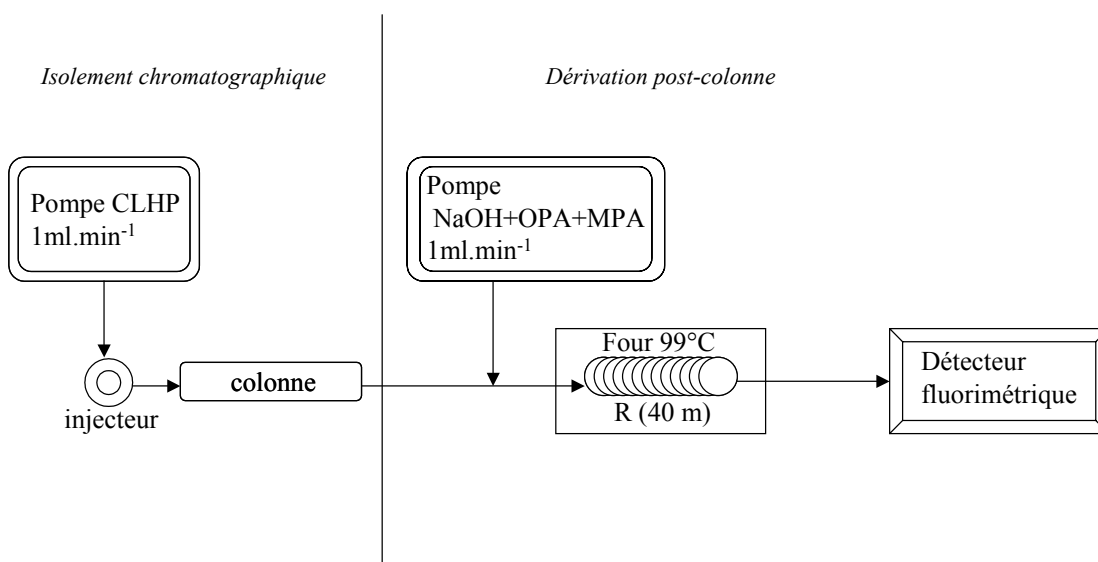 Isolement chromatographique
Dérivation post-colonne
Pompe CLHP
1ml.min⁻¹
Pompe
NaOH+OPA+MPA
1ml.min⁻¹
injecteur
colonne
Four 99°C
R (40 m)
Détecteur
fluorimétrique